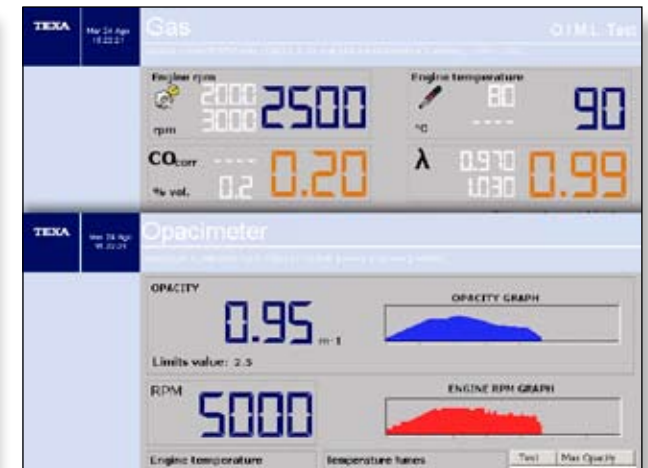 TEXA
Gas
O.I.M.L. Test
Engine rpm
2000
3000
2500
rpm
Engine temperature
80
----
90
°C
COcorr
----
0.2
0.20
% vol.
λ
0.970
1.030
0.99
TEXA
Opacimeter
OPACITY
0.95
m-1
Limits value: 2.5
OPACITY GRAPH
RPM
5000
ENGINE RPM GRAPH
Engine temperature
Temperature fumes
Test
Max Opacity